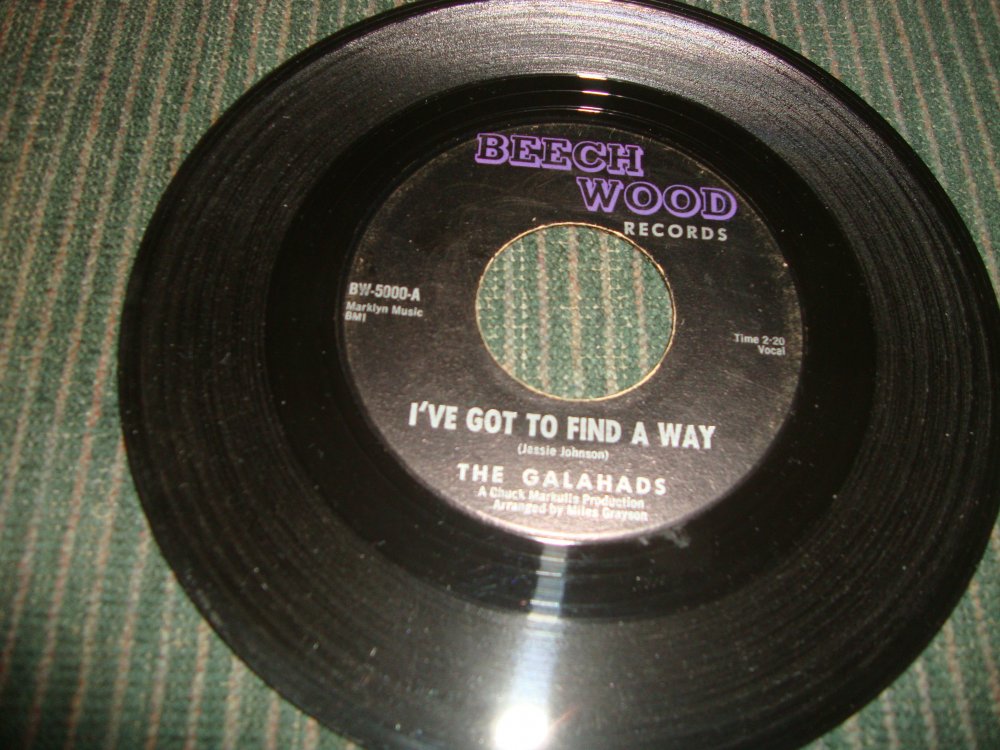 BEECH
WOOD
RECORDS
BW-5000-A
Marklyn Music
BMI
Time 2-20
Vocal
I'VE GOT TO FIND A WAY
(Jessie Johnson)
THE GALAHADS
A Chuck Markulis Production
Arranged by Miles Grayson